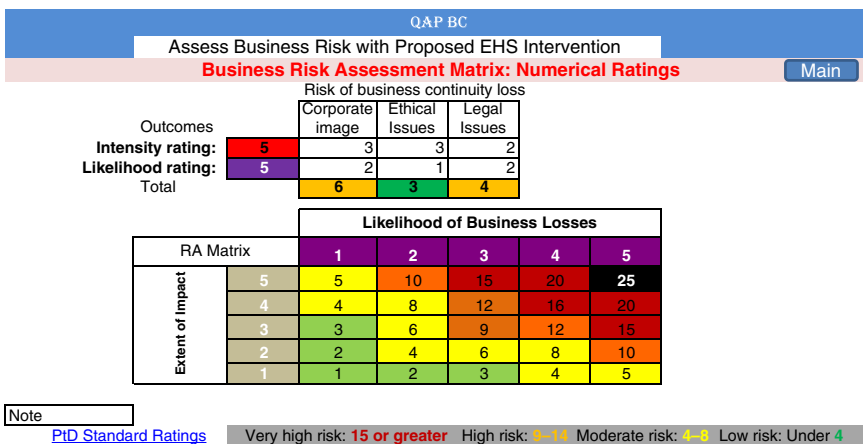 QAP BC
Assess Business Risk with Proposed EHS Intervention
Business Risk Assessment Matrix: Numerical Ratings Main
Risk of business continuity loss
Outcomes Corporate image Ethical Issues Legal Issues
Intensity rating: 5 3 3 2
Likelihood rating: 5 2 1 2
Total 6 3 4
Likelihood of Business Losses
RA Matrix 1 2 3 4 5
Extent of Impact
5 5 10 15 20 25
4 4 8 12 16 20
3 3 6 9 12 15
2 2 4 6 8 10
1 1 2 3 4 5
Note
PtD Standard Ratings Very high risk: 15 or greater High risk: 9–14 Moderate risk: 4–8 Low risk: Under 4